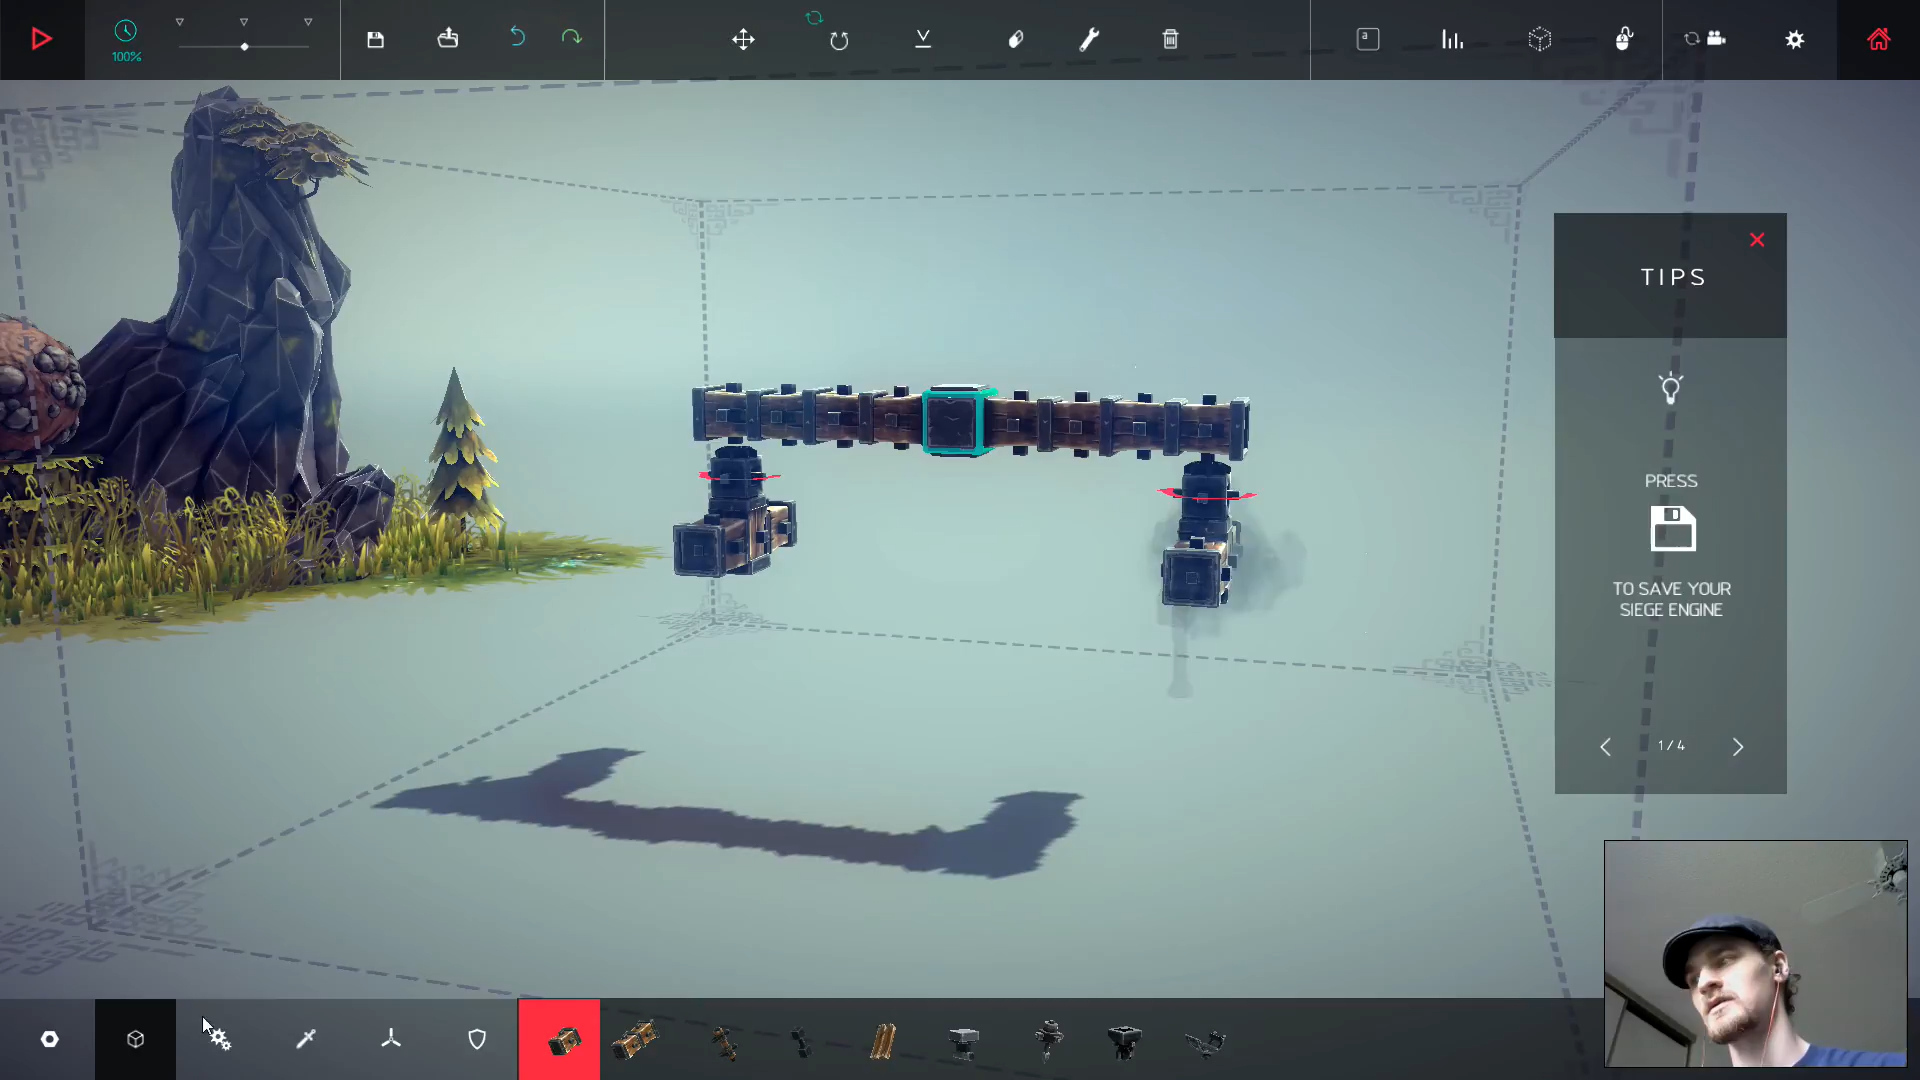 100%
a
TIPS
PRESS
TO SAVE YOUR
SIEGE ENGINE
1/4